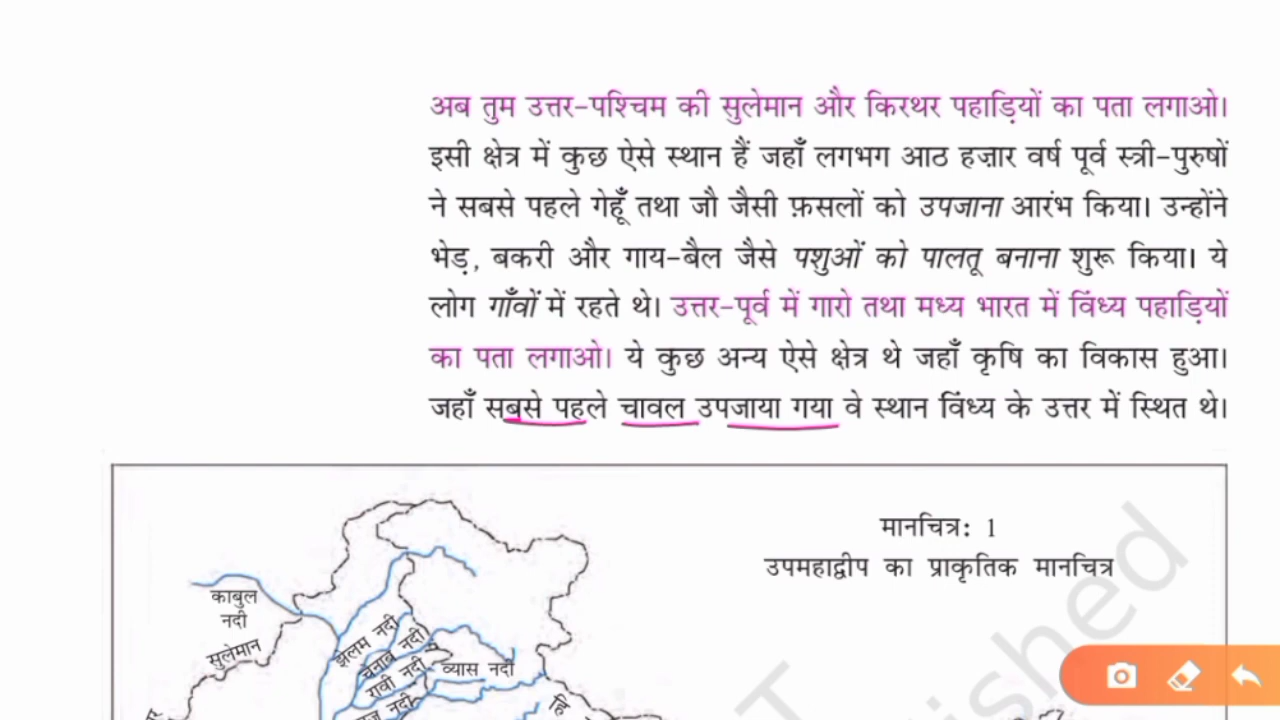 अब तुम उत्तर-पश्चिम की सुलेमान और किरथर पहाड़ियों का पता लगाओ।
इसी क्षेत्र में कुछ ऐसे स्थान हैं जहाँ लगभग आठ हज़ार वर्ष पूर्व स्त्री-पुरुषों
ने सबसे पहले गेहूँ तथा जौ जैसी फ़सलों को उपजाना आरंभ किया। उन्होंने
भेड़, बकरी और गाय-बैल जैसे पशुओं को पालतू बनाना शुरू किया। ये
लोग गाँवों में रहते थे। उत्तर-पूर्व में गारो तथा मध्य भारत में विंध्य पहाड़ियों
का पता लगाओ। ये कुछ अन्य ऐसे क्षेत्र थे जहाँ कृषि का विकास हुआ।
जहाँ सबसे पहले चावल उपजाया गया वे स्थान विंध्य के उत्तर में स्थित थे।
मानचित्र: 1
उपमहाद्वीप का प्राकृतिक मानचित्र
काबुल
नदी
सुलेमान
झेलम नदी
चेनाब नदी
रावी नदी
व्यास नदी
नदी
हि
shed